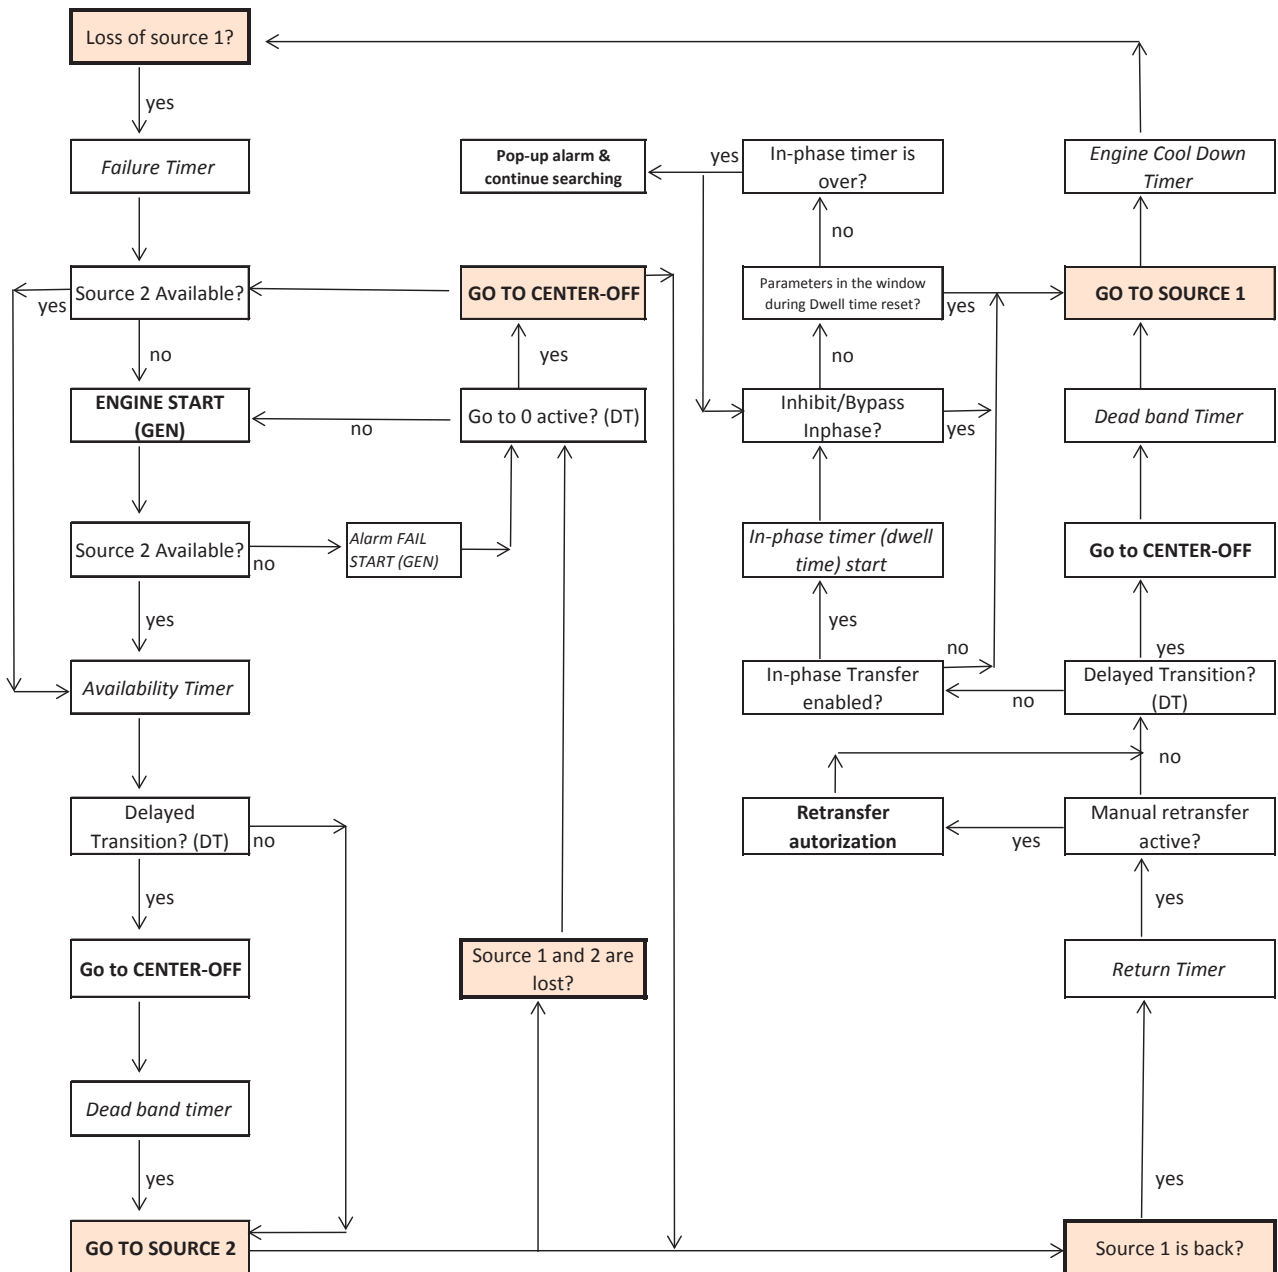 Loss of source 1?
yes
Failure Timer
Pop-up alarm &
continue searching
yes
In-phase timer is
over?
Engine Cool Down
Timer
no
Source 2 Available?
yes
GO TO CENTER-OFF
Parameters in the window
during Dwell time reset?
yes
GO TO SOURCE 1
no
yes
no
ENGINE START
(GEN)
no
Go to 0 active? (DT)
Inhibit/Bypass
Inphase?
yes
Dead band Timer
Source 2 Available?
no
Alarm FAIL
START (GEN)
In-phase timer (dwell
time) start
Go to CENTER-OFF
yes
yes
no
yes
Availability Timer
In-phase Transfer
enabled?
no
Delayed Transition?
(DT)
no
Delayed
Transition? (DT)
no
Retransfer
autorization
yes
Manual retransfer
active?
yes
yes
Go to CENTER-OFF
Source 1 and 2 are
lost?
Return Timer
Dead band timer
yes
yes
GO TO SOURCE 2
Source 1 is back?